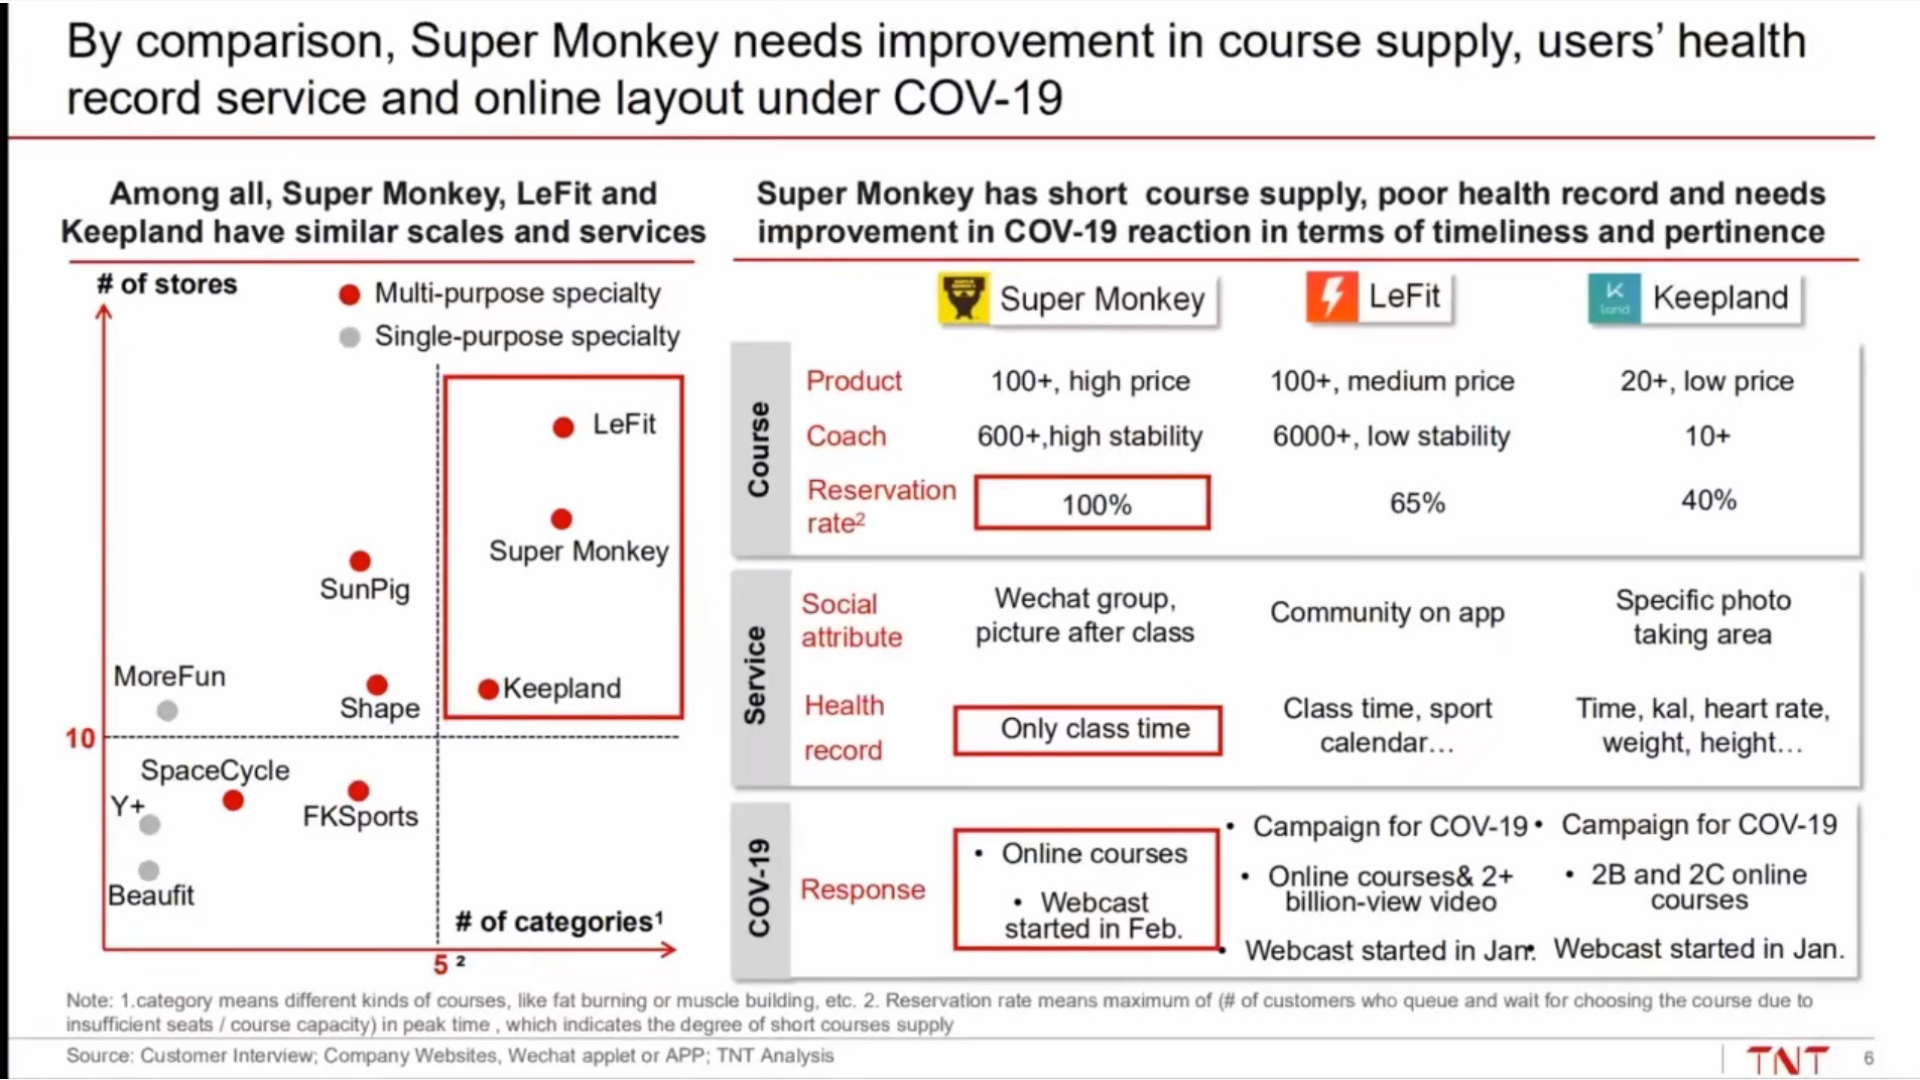 By comparison, Super Monkey needs improvement in course supply, users’ health
record service and online layout under COV-19
Among all, Super Monkey, LeFit and
Keepland have similar scales and services
# of stores
Multi-purpose specialty
Single-purpose specialty
LeFit
Super Monkey
SunPig
MoreFun
Shape
Keepland
10
SpaceCycle
Y+
FKSports
Beaufit
# of categories¹
5 ²
Super Monkey has short course supply, poor health record and needs
improvement in COV-19 reaction in terms of timeliness and pertinence
Super Monkey
LeFit
K
land
Keepland
Course
Product
100+, high price
100+, medium price
20+, low price
Coach
600+,high stability
6000+, low stability
10+
Reservation
rate²
100%
65%
40%
Service
Social
attribute
Wechat group,
picture after class
Community on app
Specific photo
taking area
Health
record
Only class time
Class time, sport
calendar…
Time, kal, heart rate,
weight, height…
COV-19
Response
• Online courses
• Webcast
started in Feb.
• Campaign for COV-19
• Online courses& 2+
billion-view video
• Webcast started in Jan.
• Campaign for COV-19
• 2B and 2C online
courses
• Webcast started in Jan.
Note: 1.category means different kinds of courses, like fat burning or muscle building, etc. 2. Reservation rate means maximum of (# of customers who queue and wait for choosing the course due to
insufficient seats / course capacity) in peak time , which indicates the degree of short courses supply
Source: Customer Interview; Company Websites, Wechat applet or APP; TNT Analysis
TNT
6